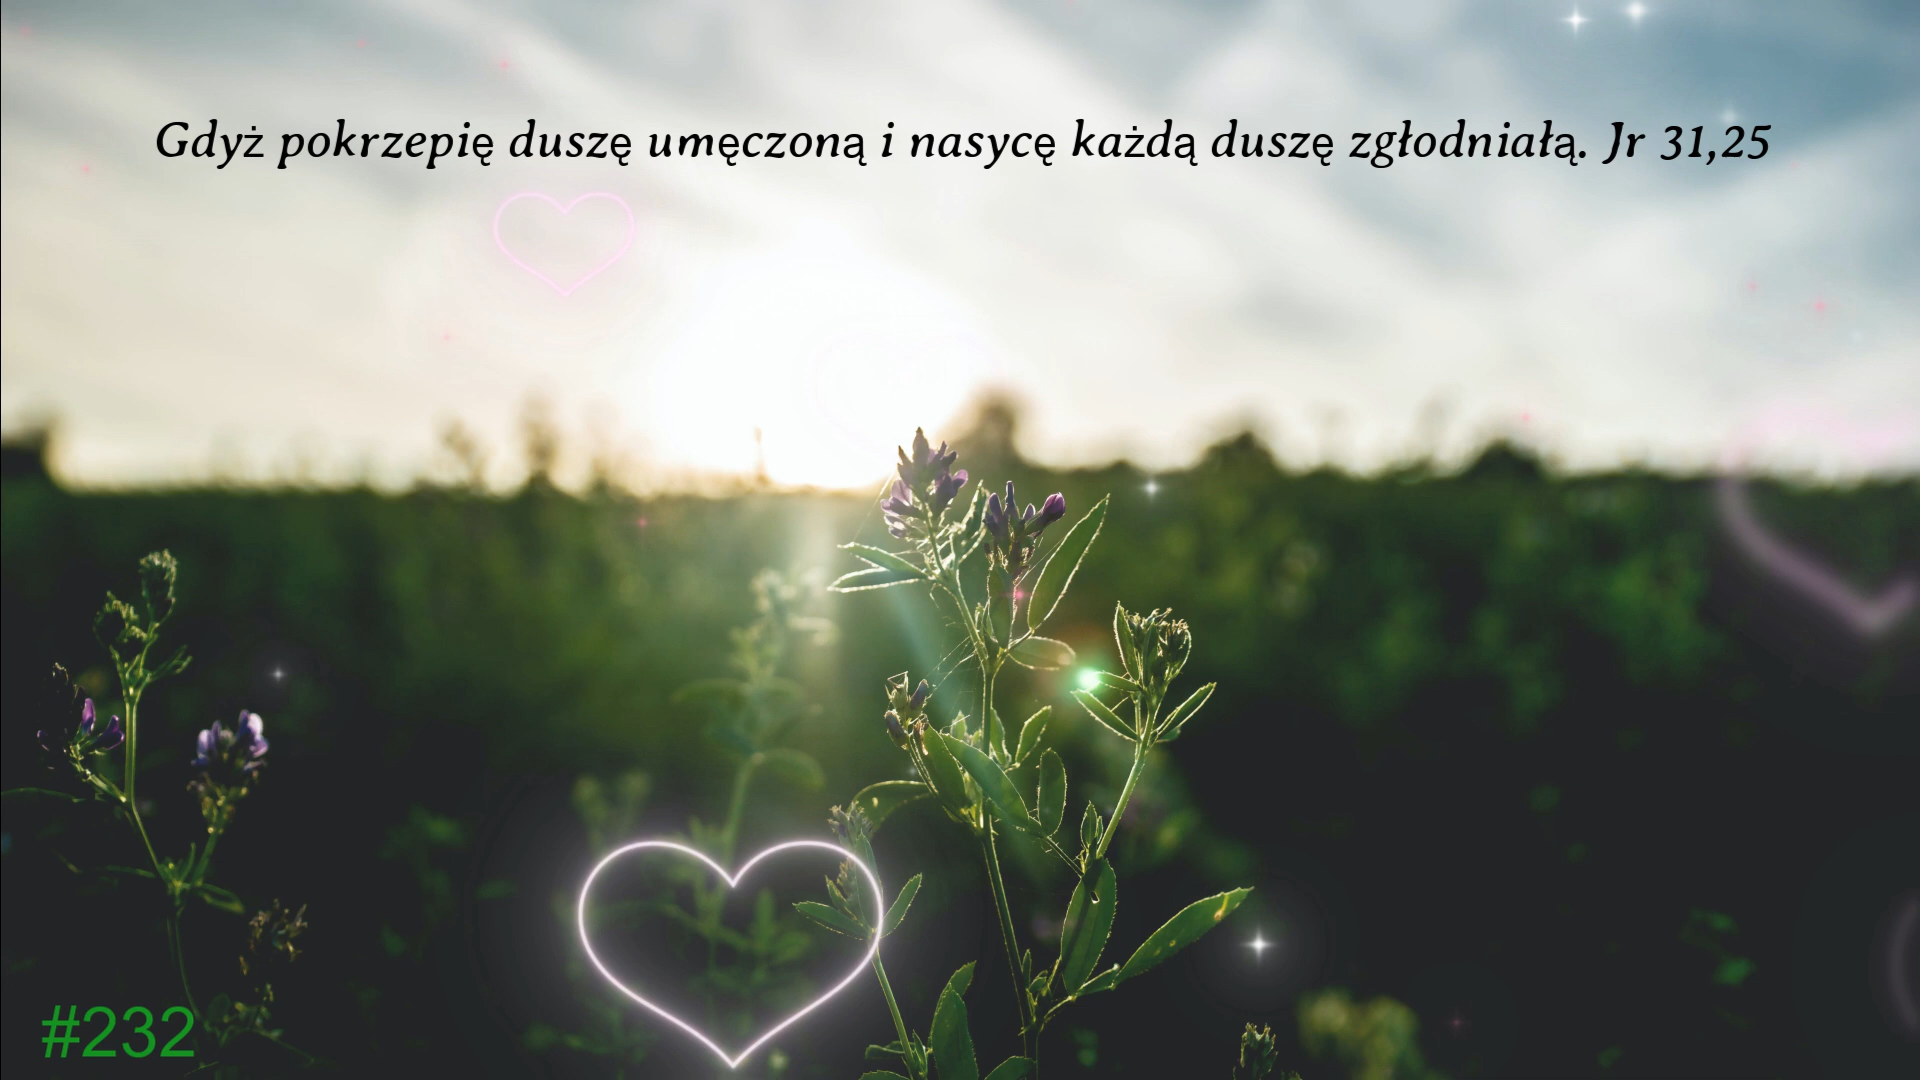 Gdyż pokrzepię duszę umęczoną i nasycę każdą duszę zgłodniałą. Jr 31,25
#232